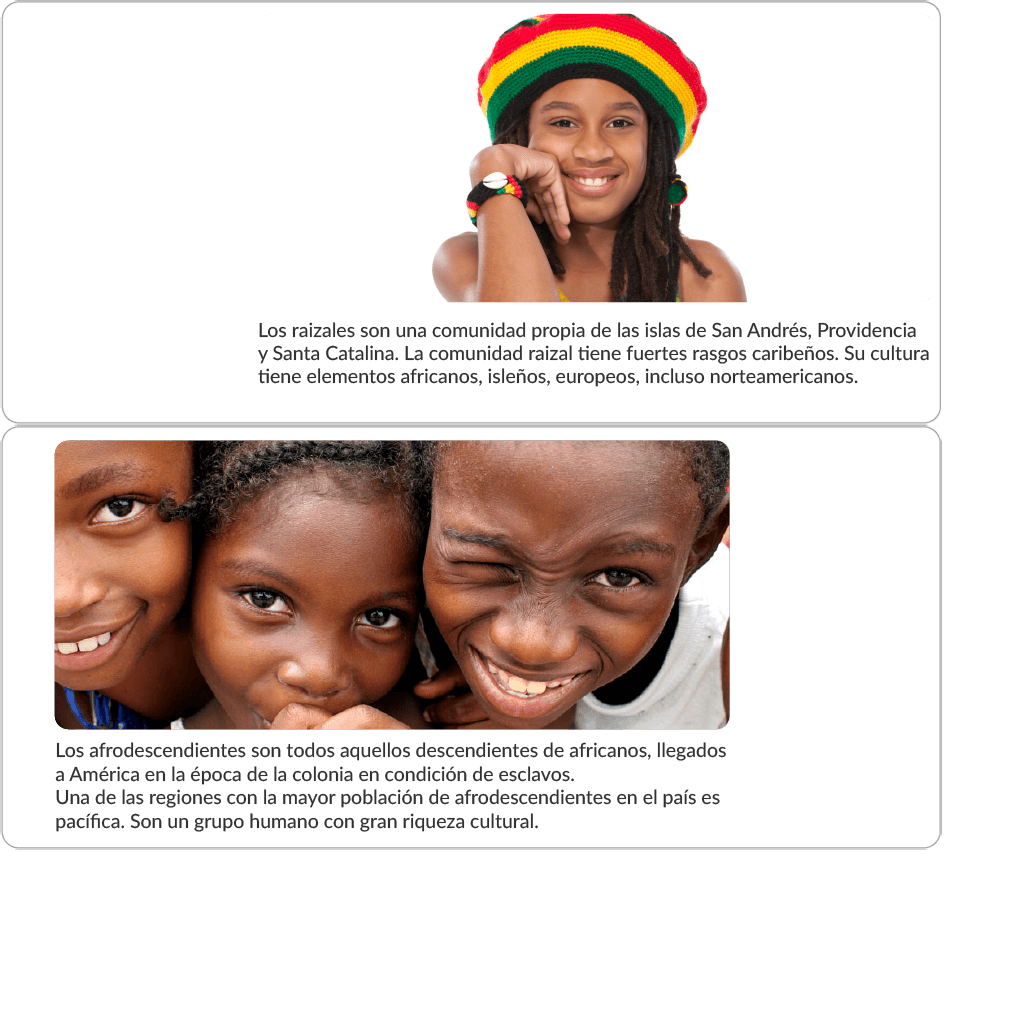 Los raizales son una comunidad propia de las islas de San Andrés, Providencia
y Santa Catalina. La comunidad raizal tiene fuertes rasgos caribeños. Su cultura
tiene elementos africanos, isleños, europeos, incluso norteamericanos.
Los afrodescendientes son todos aquellos descendientes de africanos, llegados
a América en la época de la colonia en condición de esclavos.
Una de las regiones con la mayor población de afrodescendientes en el país es
pacífica. Son un grupo humano con gran riqueza cultural.